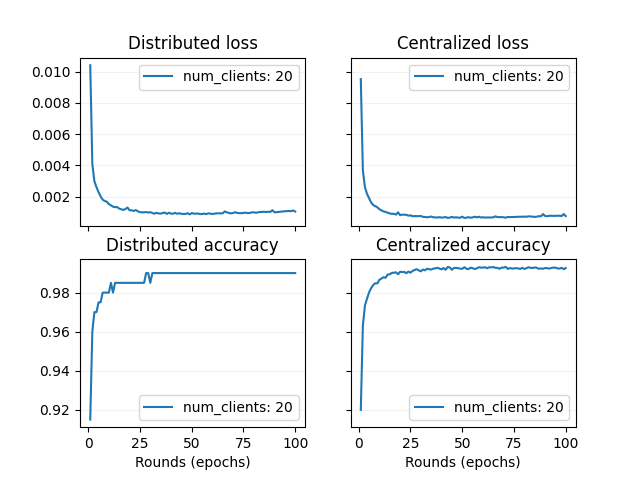 Distributed loss
Centralized loss
num_clients: 20
num_clients: 20
0.010
0.008
0.006
0.004
0.002
Distributed accuracy
Centralized accuracy
0.98
0.96
0.94
0.92
num_clients: 20
num_clients: 20
0 25 50 75 100
0 25 50 75 100
Rounds (epochs)
Rounds (epochs)